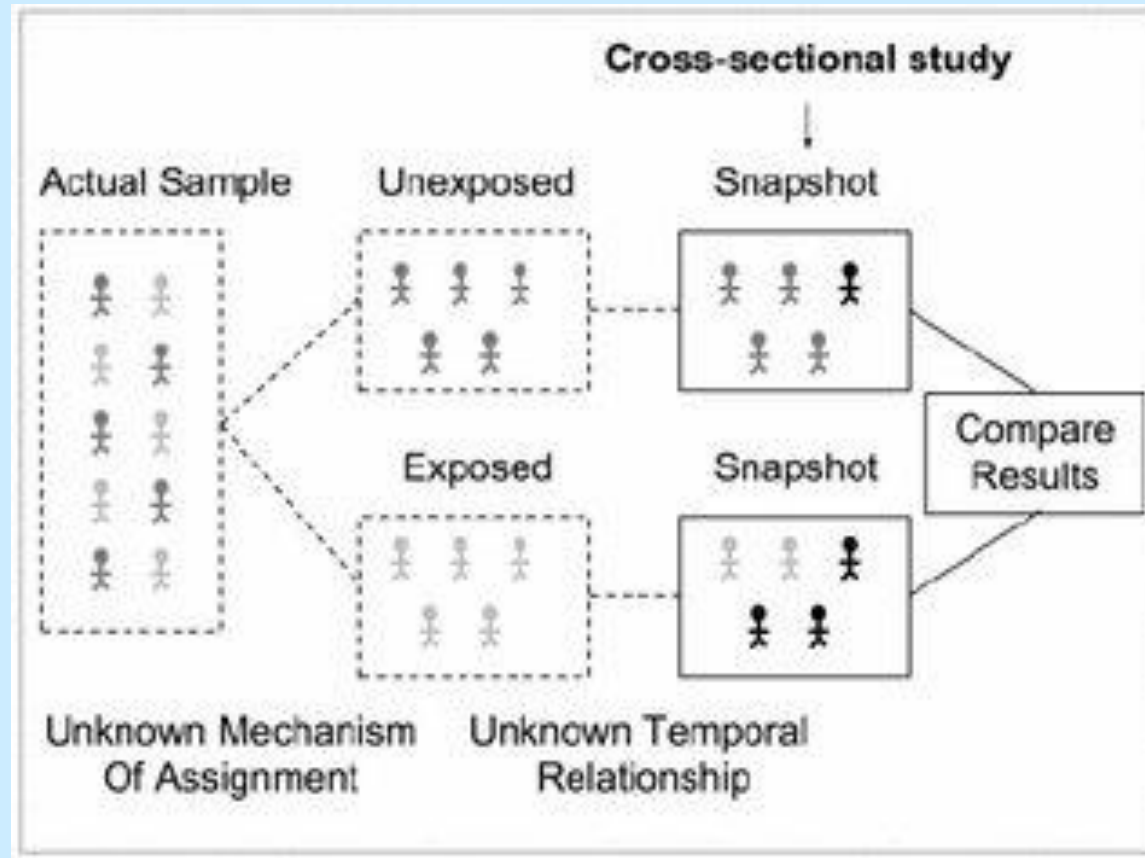 Cross-sectional study
Actual Sample
Unexposed
Snapshot
Exposed
Snapshot
Compare
Results
Unknown Mechanism
Of Assignment
Unknown Temporal
Relationship